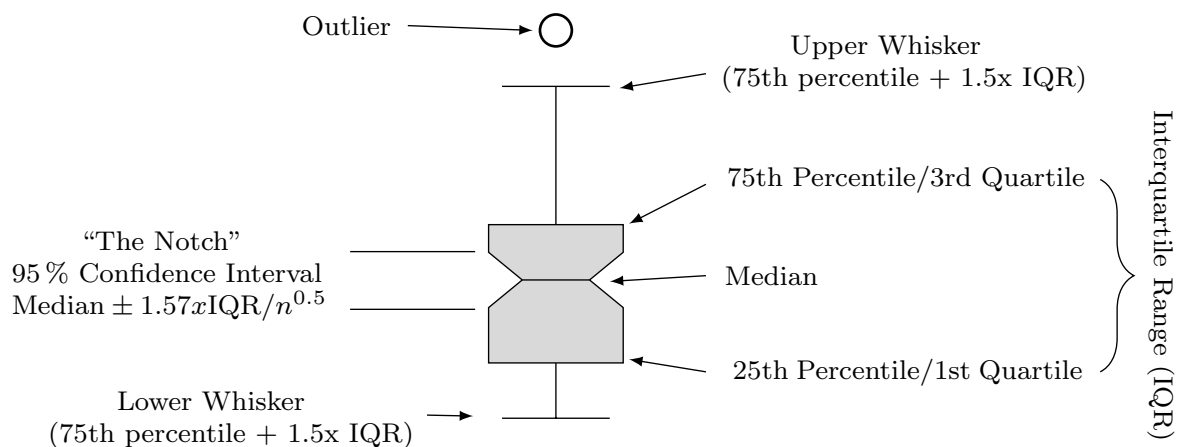 Outlier
Upper Whisker
(75th percentile + 1.5x IQR)
75th Percentile/3rd Quartile
“The Notch”
95 % Confidence Interval
Median ± 1.57xIQR/n^0.5
Median
25th Percentile/1st Quartile
Lower Whisker
(75th percentile + 1.5x IQR)
Interquartile Range (IQR)